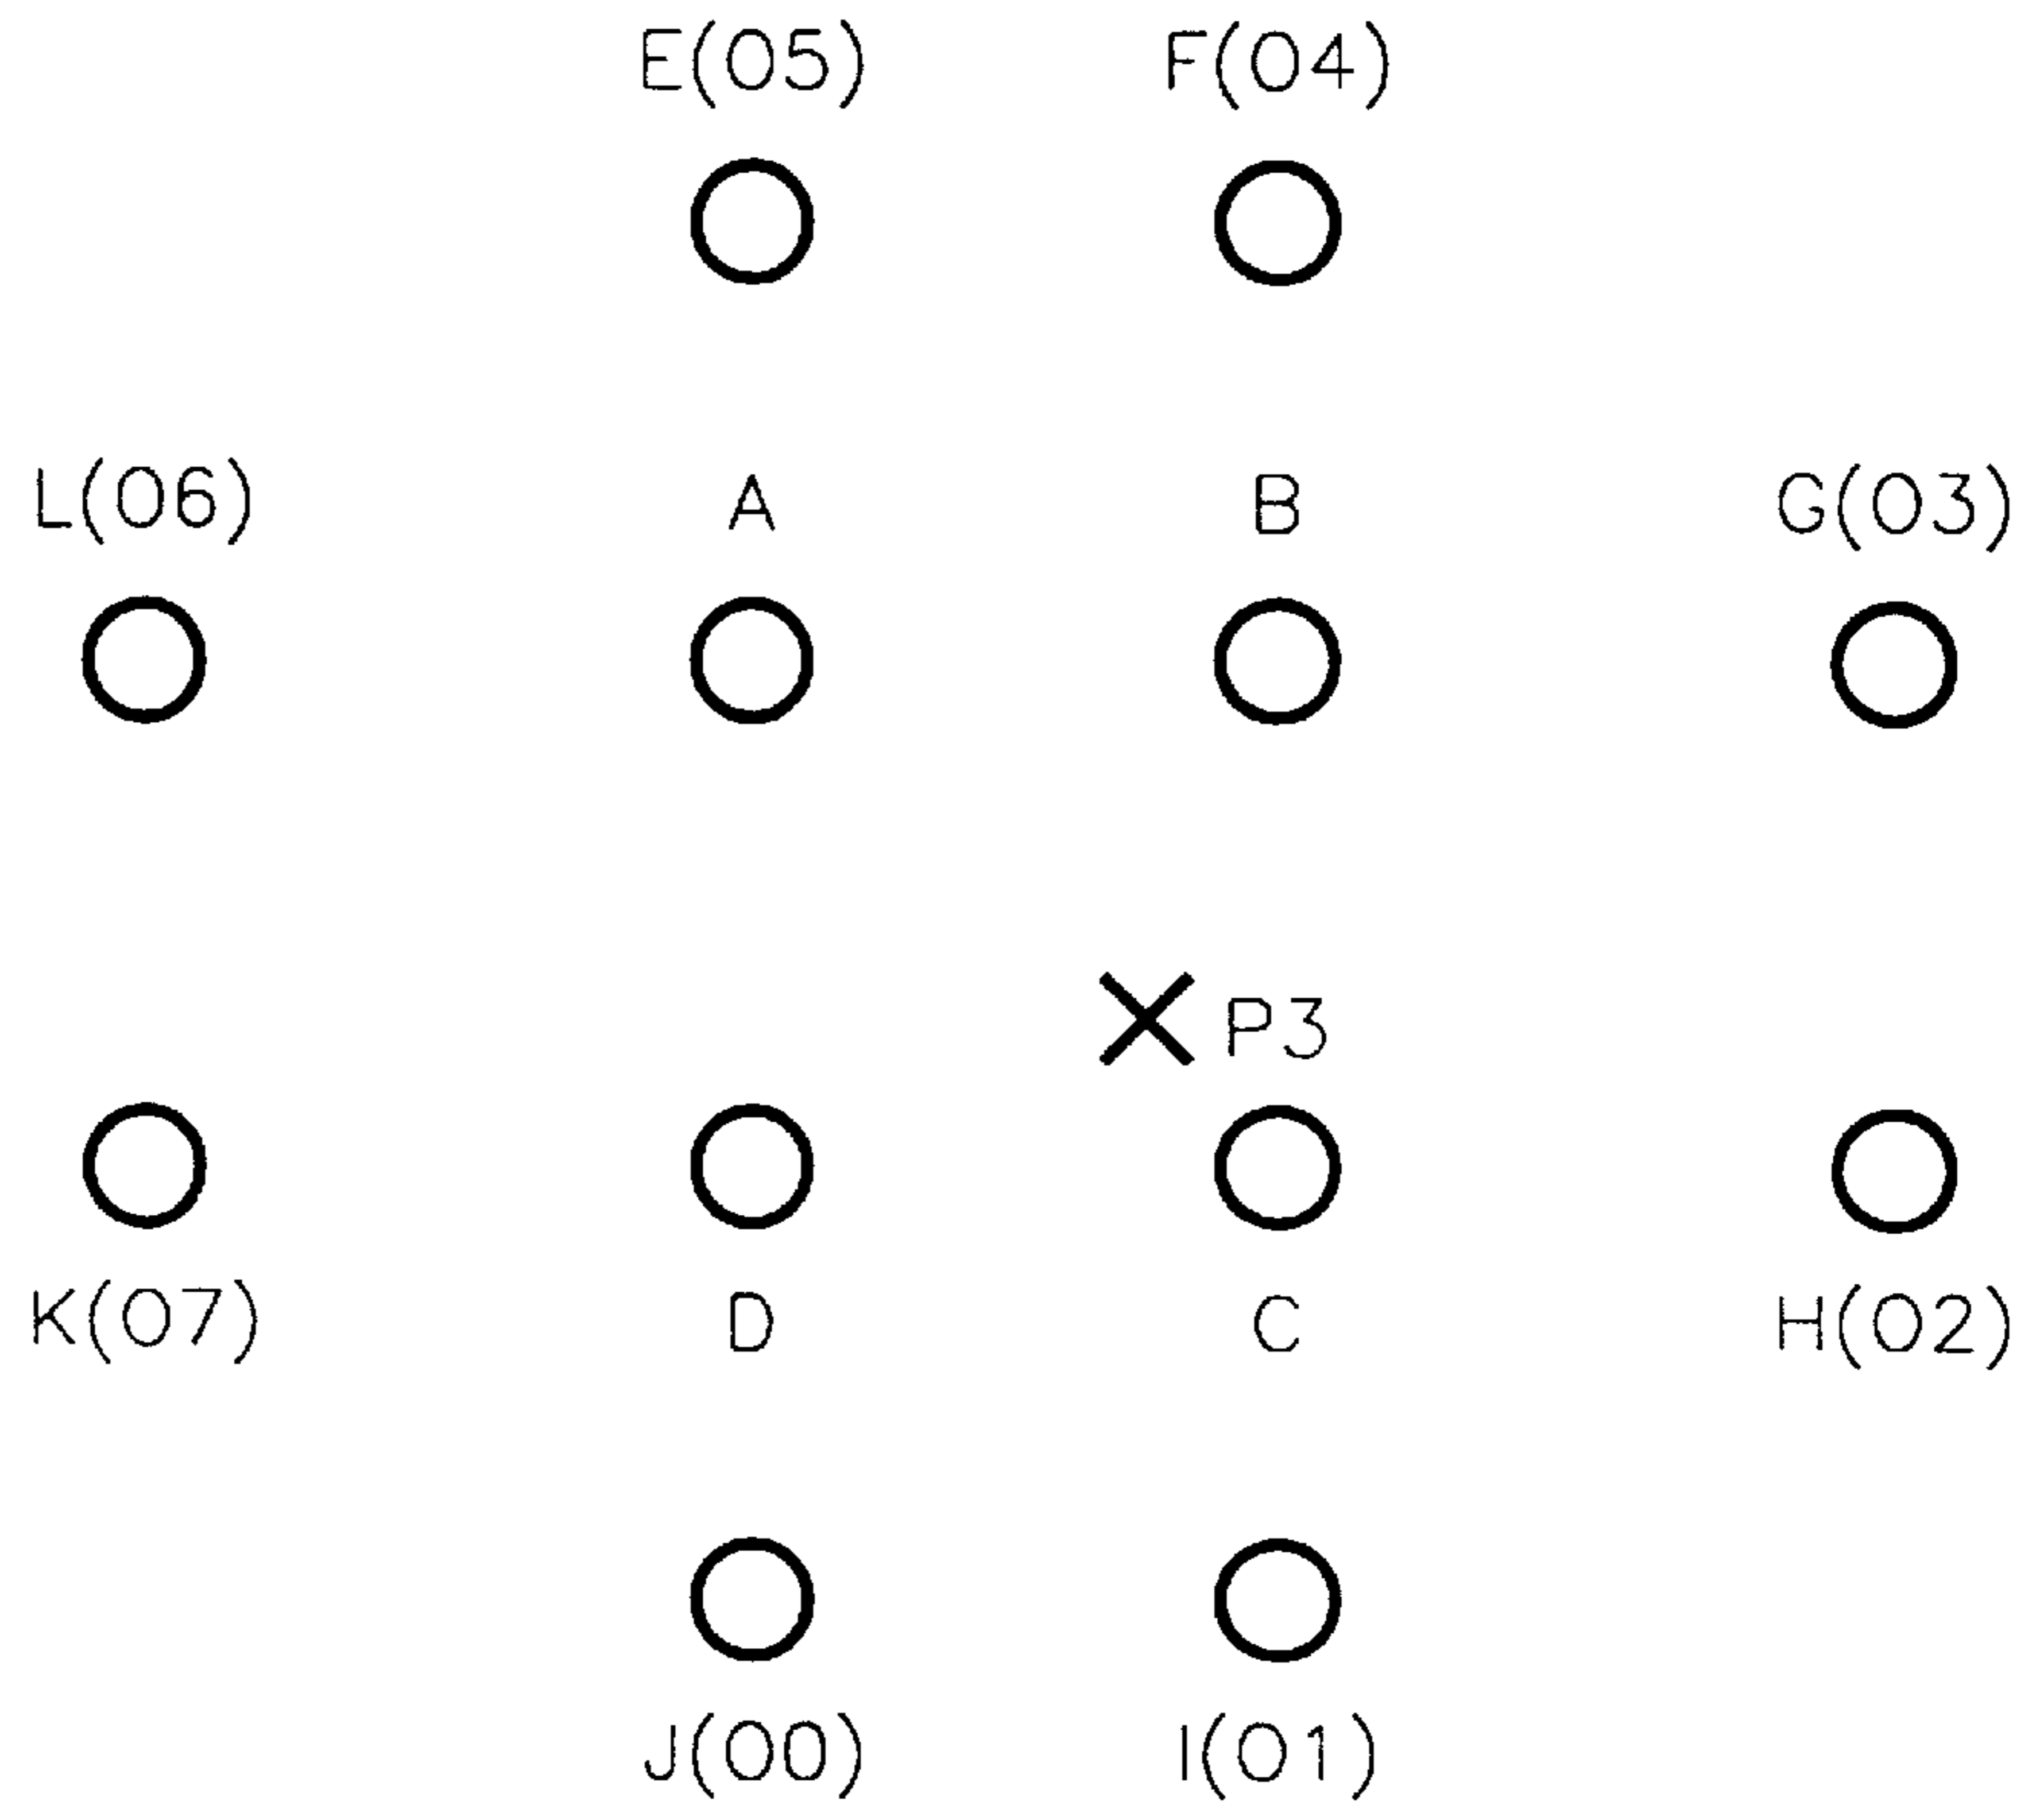 E(05) F(04)
L(06) A B G(03)
P3
K(07) D C H(02)
J(00) I(01)